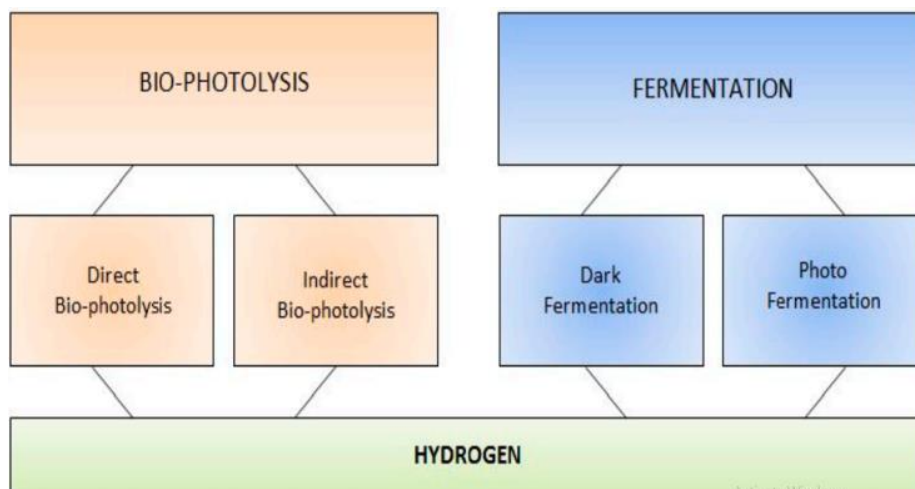 BIO-PHOTOLYSIS
FERMENTATION
Direct
Bio-photolysis
Indirect
Bio-photolysis
Dark
Fermentation
Photo
Fermentation
HYDROGEN